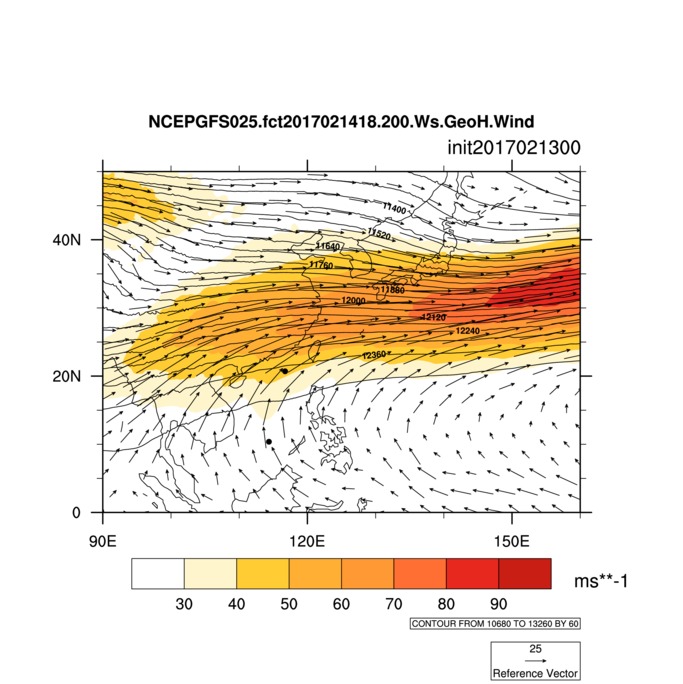 NCEPGFS025.fct2017021418.200.Ws.GeoH.Wind
init2017021300
11400
11520
11640
11760
11880
12000
12120
12240
12360
40N
20N
0
90E 120E 150E
ms**-1
30 40 50 60 70 80 90
CONTOUR FROM 10680 TO 13260 BY 60
25
Reference Vector